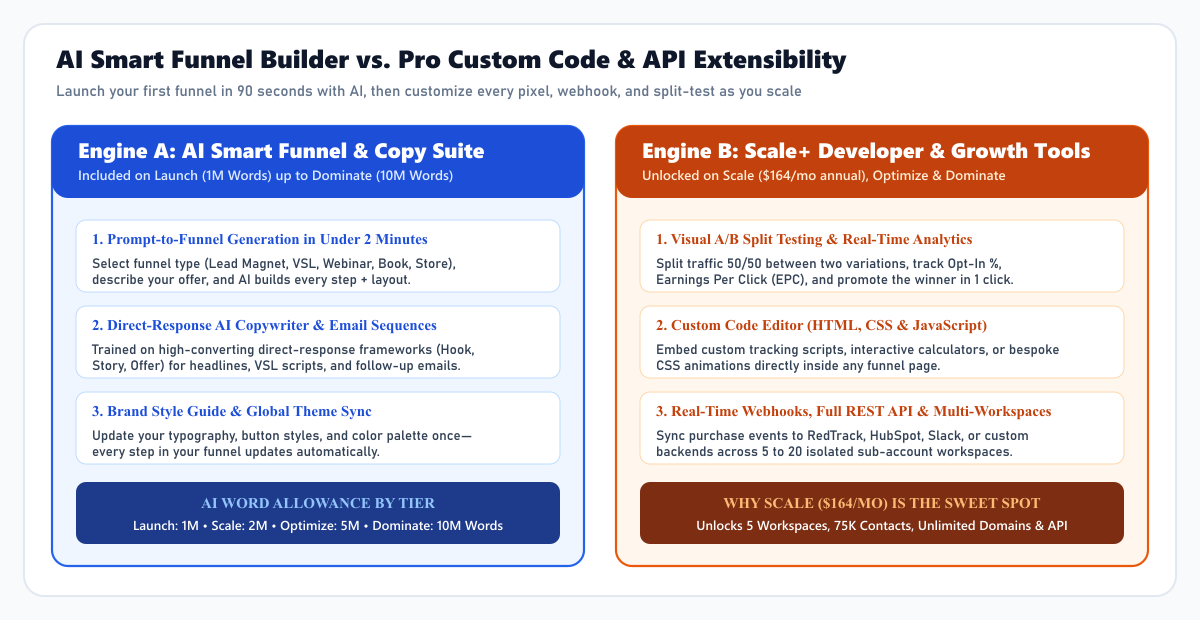 AI Smart Funnel Builder vs. Pro Custom Code & API Extensibility
Launch your first funnel in 90 seconds with AI, then customize every pixel, webhook, and split-test as you scale
Engine A: AI Smart Funnel & Copy Suite
Included on Launch (1M Words) up to Dominate (10M Words)
1. Prompt-to-Funnel Generation in Under 2 Minutes
Select funnel type (Lead Magnet, VSL, Webinar, Book, Store),
describe your offer, and AI builds every step + layout.
2. Direct-Response AI Copywriter & Email Sequences
Trained on high-converting direct-response frameworks (Hook,
Story, Offer) for headlines, VSL scripts, and follow-up emails.
3. Brand Style Guide & Global Theme Sync
Update your typography, button styles, and color palette once—
every step in your funnel updates automatically.
AI WORD ALLOWANCE BY TIER
Launch: 1M • Scale: 2M • Optimize: 5M • Dominate: 10M Words
Engine B: Scale+ Developer & Growth Tools
Unlocked on Scale ($164/mo annual), Optimize & Dominate
1. Visual A/B Split Testing & Real-Time Analytics
Split traffic 50/50 between two variations, track Opt-In %,
Earnings Per Click (EPC), and promote the winner in 1 click.
2. Custom Code Editor (HTML, CSS & JavaScript)
Embed custom tracking scripts, interactive calculators, or bespoke
CSS animations directly inside any funnel page.
3. Real-Time Webhooks, Full REST API & Multi-Workspaces
Sync purchase events to RedTrack, HubSpot, Slack, or custom
backends across 5 to 20 isolated sub-account workspaces.
WHY SCALE ($164/MO) IS THE SWEET SPOT
Unlocks 5 Workspaces, 75K Contacts, Unlimited Domains & API